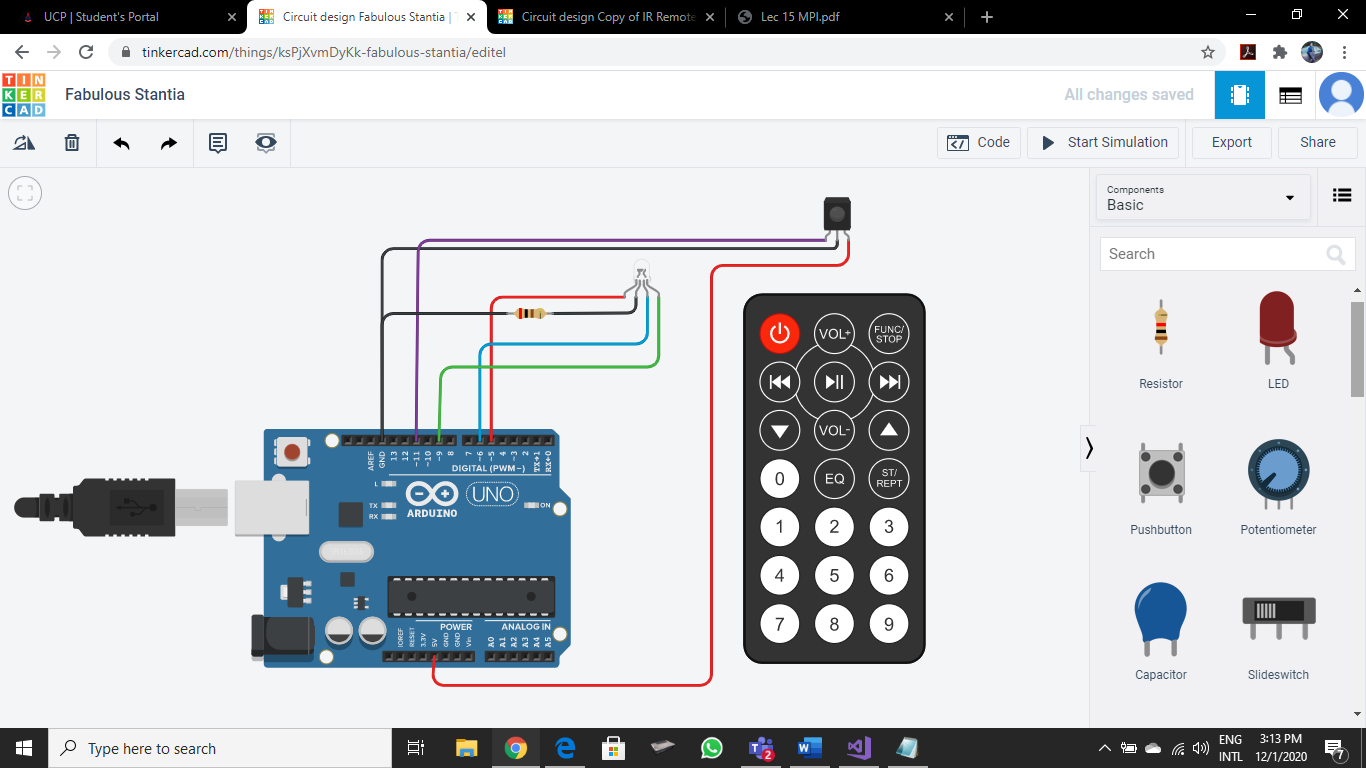 UCP | Student's Portal
Circuit design Fabulous Stantia | T
Circuit design Copy of IR Remote
Lec 15 MPI.pdf
tinkercad.com/things/ksPjXvmDyKk-fabulous-stantia/editel
TIN
KER
CAD
Fabulous Stantia
All changes saved
Code
Start Simulation
Export
Share
Components
Basic
Search
Resistor
LED
Pushbutton
Potentiometer
Capacitor
Slideswitch
VOL+
FUNC/
STOP
VOL-
0
EQ
ST/
REPT
1
2
3
4
5
6
7
8
9
AREF
GND
13
12
~11
~10
~9
8
7
~6
~5
4
~3
2
TX→1
RX←0
DIGITAL (PWM~)
L
TX
RX
ARDUINO
UNO
ON
POWER
ANALOG IN
IOREF
RESET
3.3V
5V
GND
GND
Vin
A0
A1
A2
A3
A4
A5
Type here to search
2
ENG
INTL
3:13 PM
12/1/2020
7